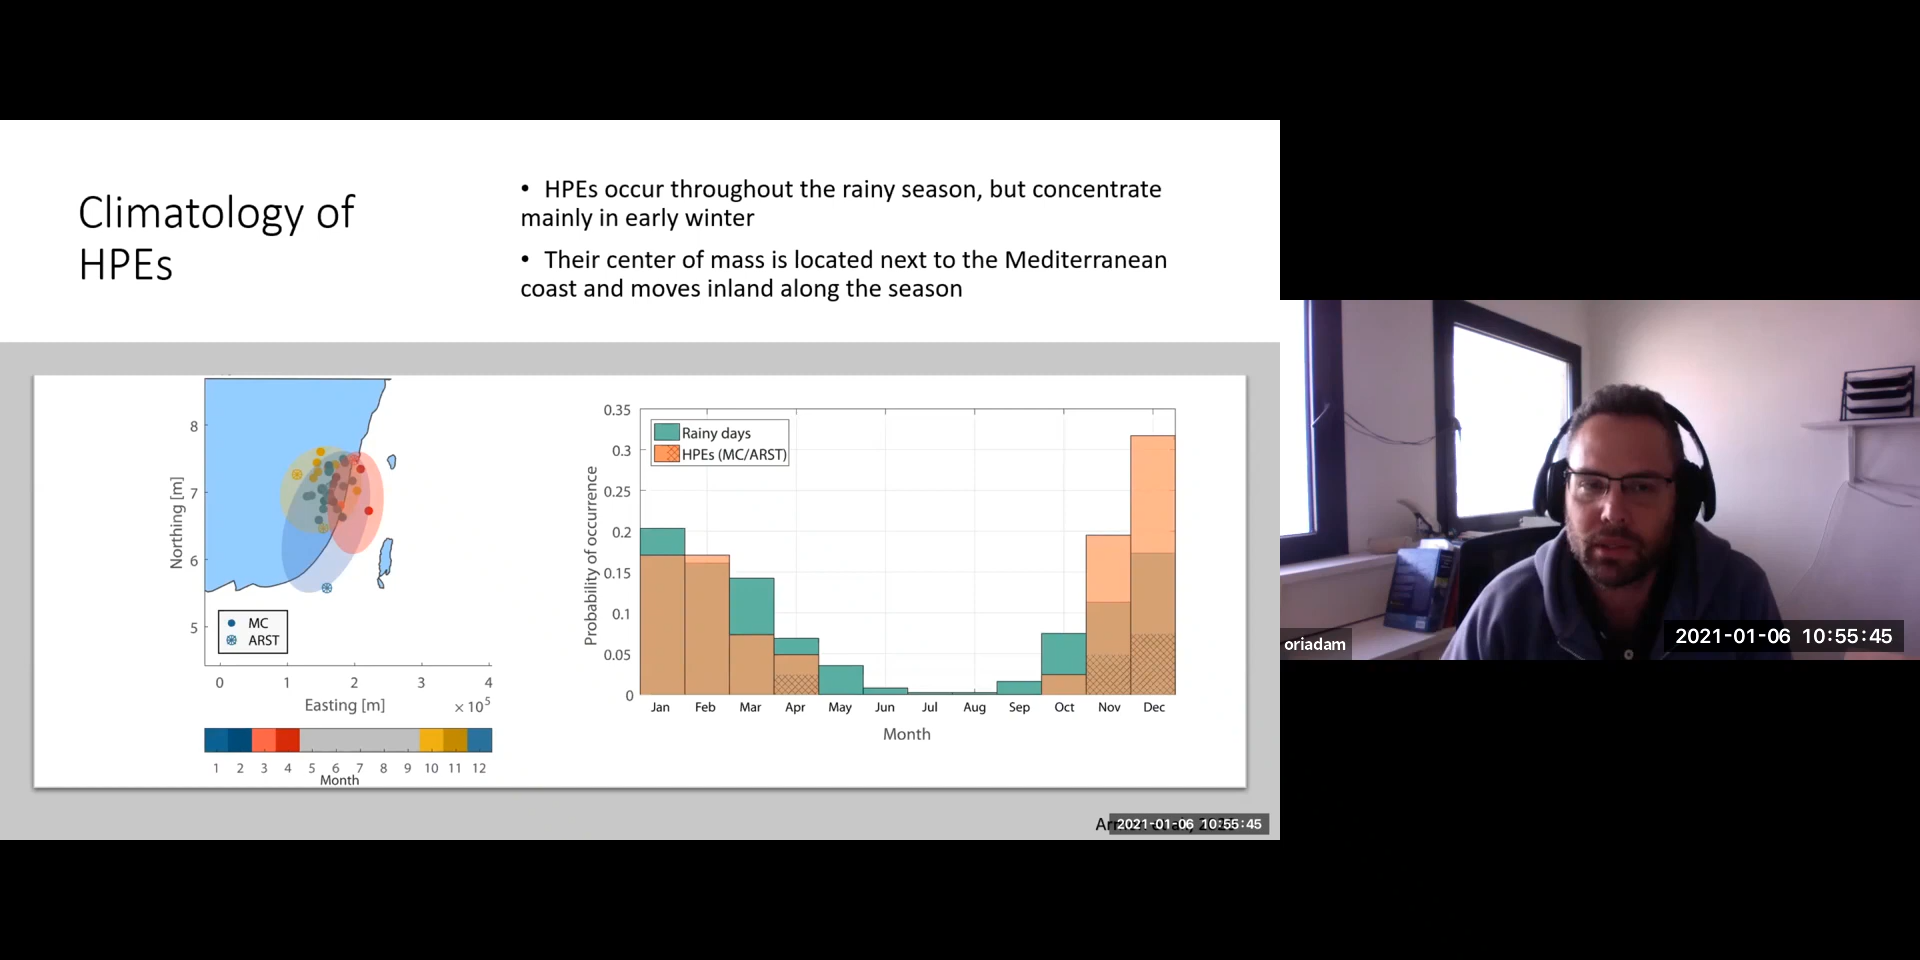 Climatology of
HPEs
• HPEs occur throughout the rainy season, but concentrate
mainly in early winter
• Their center of mass is located next to the Mediterranean
coast and moves inland along the season
8
7
6
5
Northing [m]
MC
ARST
0 1 2 3 4
Easting [m]
× 10⁵
1 2 3 4 5 6 7 8 9 10 11 12
Month
0.35
0.3
0.25
0.2
0.15
0.1
0.05
0
Probability of occurrence
Rainy days
HPEs (MC/ARST)
Jan Feb Mar Apr May Jun Jul Aug Sep Oct Nov Dec
Month
2021-01-06 10:55:45
oriadam
2021-01-06 10:55:45